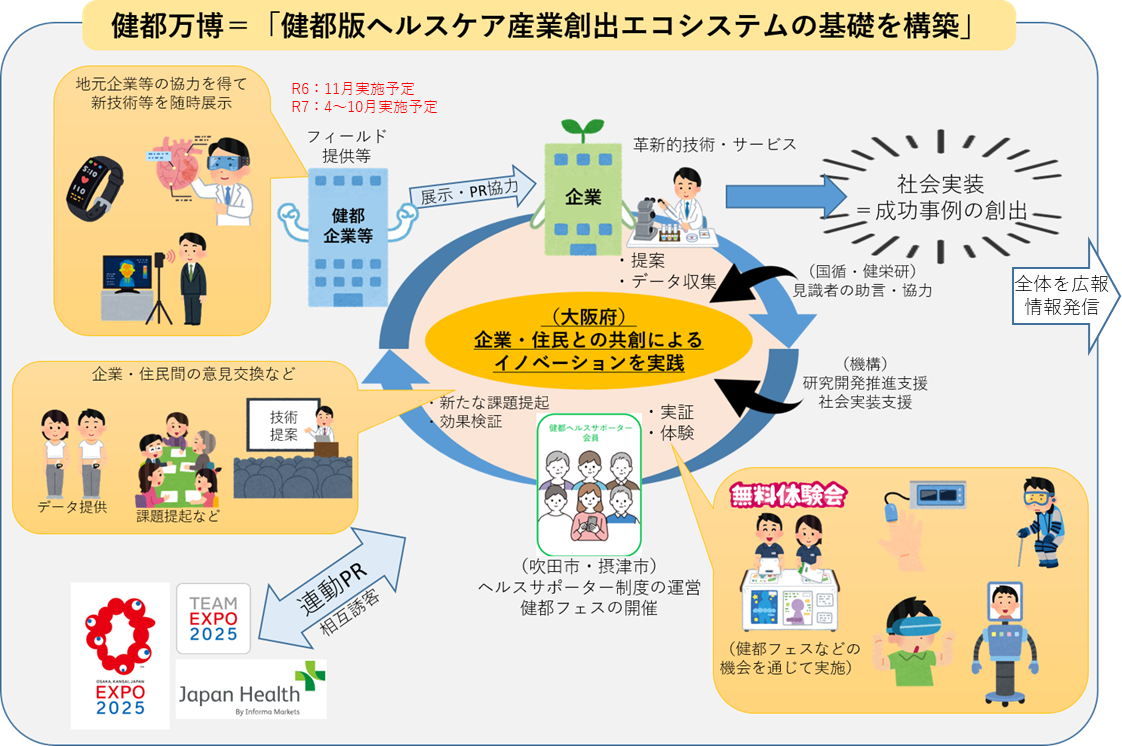 健都万博＝「健都版ヘルスケア産業創出エコシステムの基礎を構築」
地元企業等の協力を得て
新技術等を随時展示
R6：11月実施予定
R7：4～10月実施予定
フィールド
提供等
健都
企業等
展示・PR協力
企業
革新的技術・サービス
社会実装
＝成功事例の創出
・提案
・データ収集
（国循・健栄研）
見識者の助言・協力
全体を広報
情報発信
（大阪府）
企業・住民との共創による
イノベーションを実践
（機構）
研究開発推進支援
社会実装支援
企業・住民間の意見交換など
技術
提案
データ提供
課題提起など
・新たな課題提起
・効果検証
健都ヘルスサポーター
会員
・実証
・体験
（吹田市・摂津市）
ヘルスサポーター制度の運営
健都フェスの開催
無料体験会
（健都フェスなどの
機会を通じて実施）
連動PR
相互誘客
OSAKA, KANSAI, JAPAN
EXPO
2025
TEAM
EXPO
2025
Japan Health
By Informa Markets